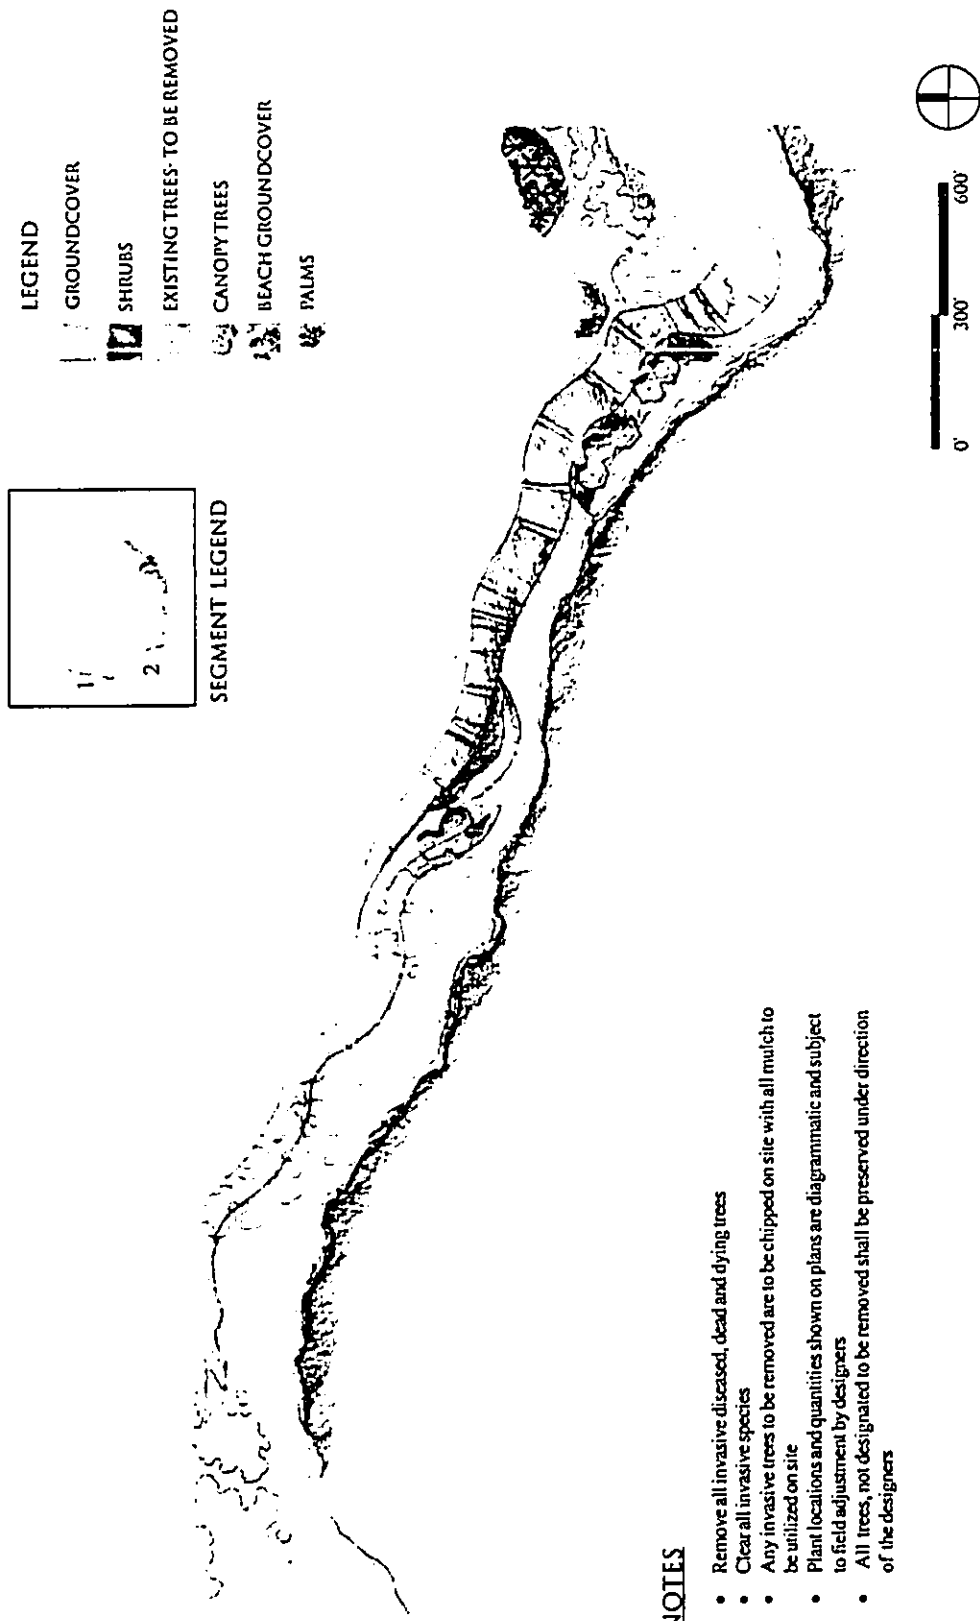 LEGEND
GROUNDCOVER
SHRUBS
EXISTING TREES- TO BE REMOVED
CANOPY TREES
BEACH GROUNDCOVER
PALMS
1
2
SEGMENT LEGEND
0'
300'
600'
NOTES
• Remove all invasive diseased, dead and dying trees
• Clear all invasive species
• Any invasive trees to be removed are to be chipped on site with all mulch to
be utilized on site
• Plant locations and quantities shown on plans are diagrammatic and subject
to field adjustment by designers
• All trees, not designated to be removed shall be preserved under direction
of the designers